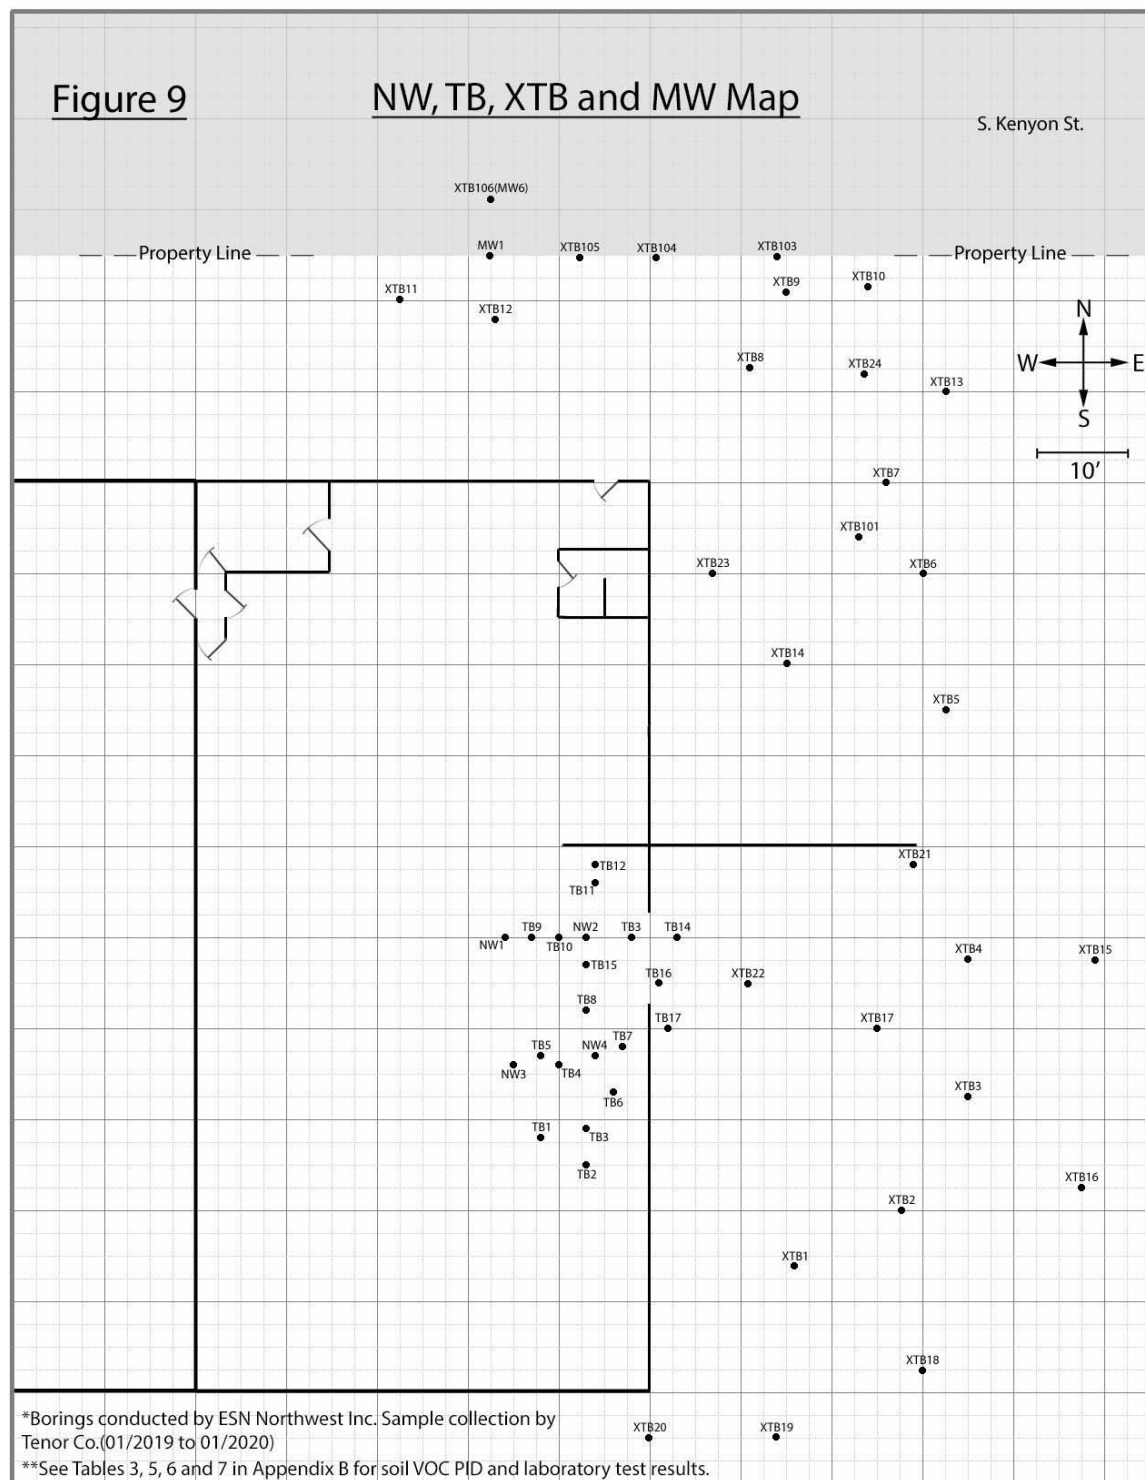 Figure 9
NW, TB, XTB and MW Map
S. Kenyon St.
XTB106(MW6)
Property Line
MW1
XTB105
XTB104
XTB103
Property Line
XTB11
XTB12
XTB9
XTB10
N
W
E
S
XTB8
XTB24
XTB13
10’
XTB7
XTB101
XTB23
XTB6
XTB14
XTB5
XTB21
TB12
TB11
NW1
TB9
TB10
NW2
TB3
TB14
TB15
XTB4
XTB15
TB16
XTB22
TB8
TB17
XTB17
TB5
NW4
TB7
NW3
TB4
TB6
XTB3
TB1
TB3
TB2
XTB16
XTB2
XTB1
XTB18
XTB20
XTB19
*Borings conducted by ESN Northwest Inc. Sample collection by
Tenor Co.(01/2019 to 01/2020)
**See Tables 3, 5, 6 and 7 in Appendix B for soil VOC PID and laboratory test results.